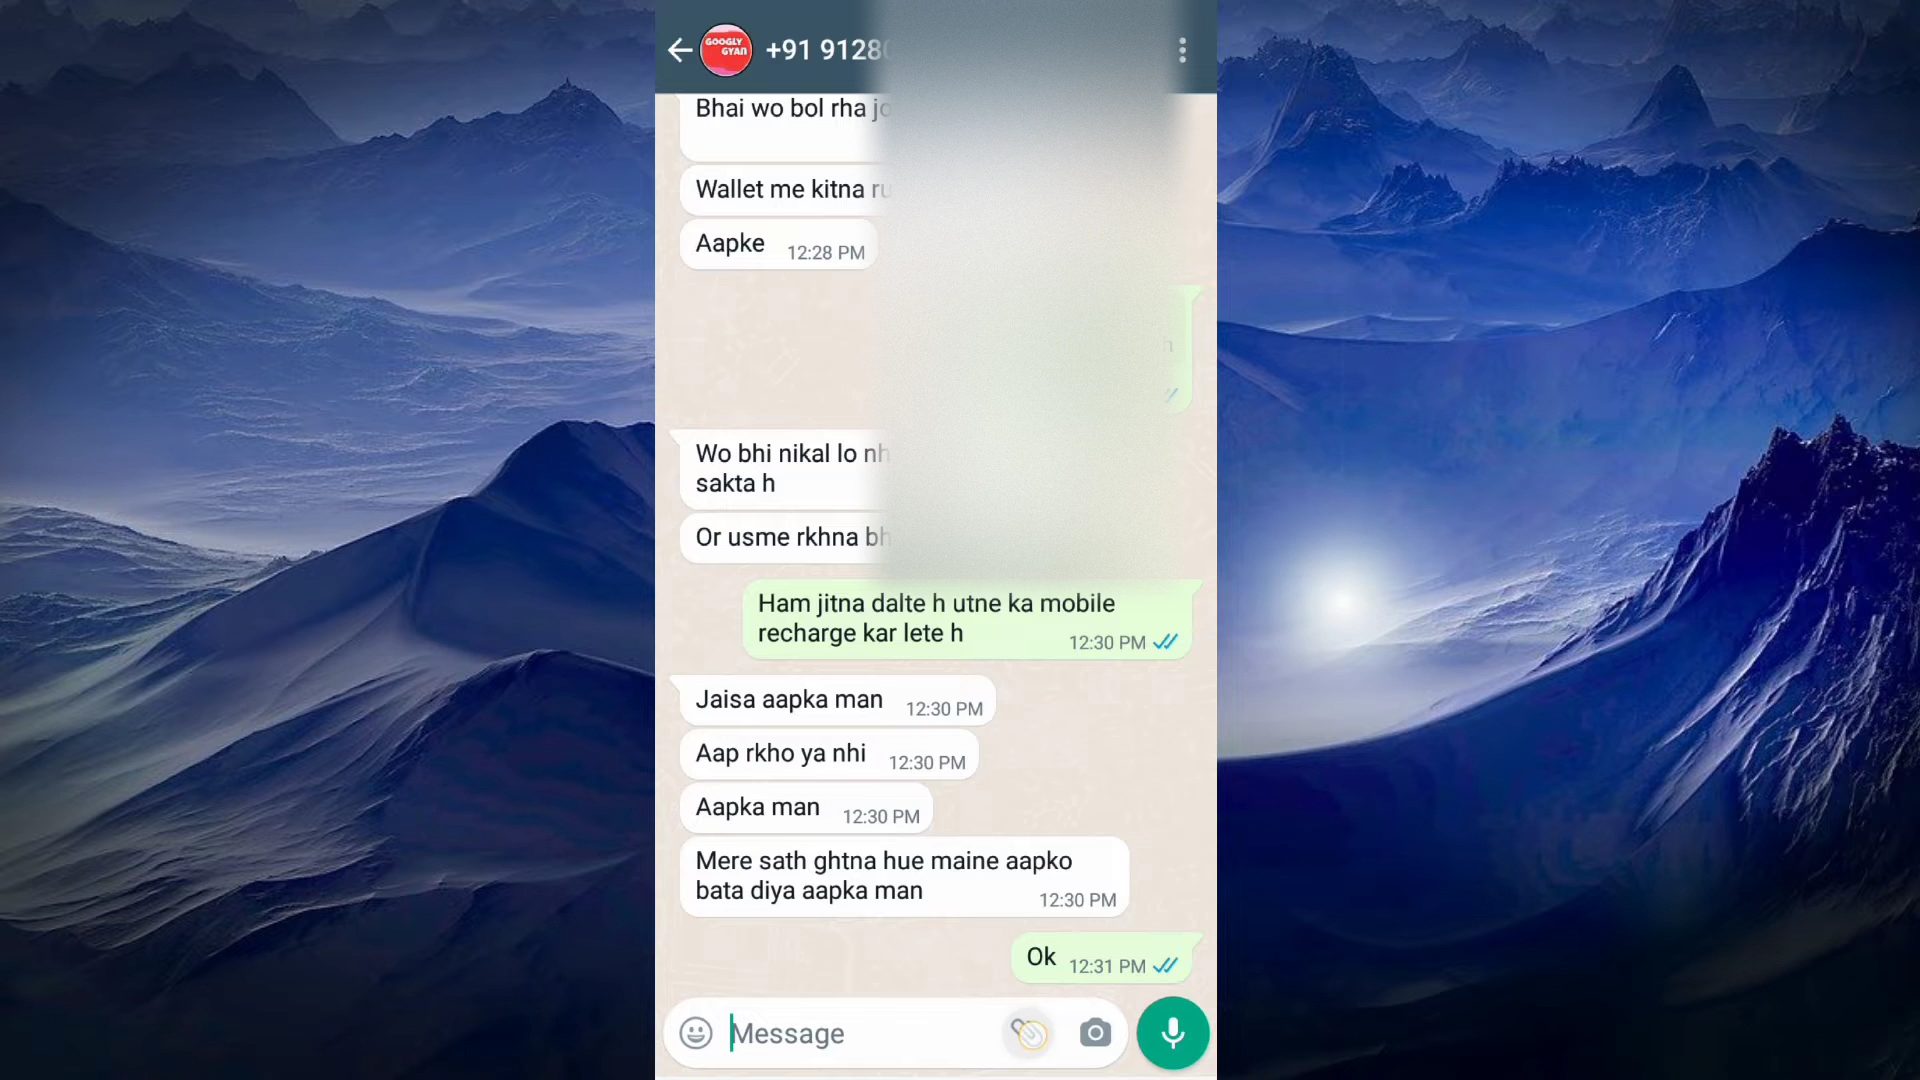 GOOGLY
GYAN
+91 9128
Bhai wo bol rha
Wallet me kitna
Aapke 12:28 PM
h
Wo bhi nikal lo
sakta h
Or usme rkhna
Ham jitna dalte h utne ka mobile
recharge kar lete h 12:30 PM
Jaisa aapka man 12:30 PM
Aap rkho ya nhi 12:30 PM
Aapka man 12:30 PM
Mere sath ghtna hue maine aapko
bata diya aapka man 12:30 PM
Ok 12:31 PM
Message